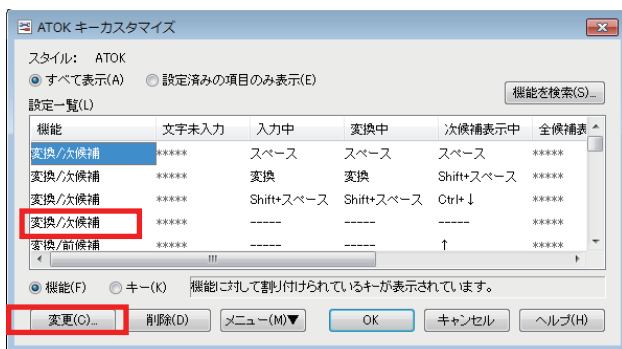 ATOK キーカスタマイズ
スタイル: ATOK
すべて表示(A) 設定済みの項目のみ表示(E)
機能を検索(S)...
設定一覧(L)
機能 文字未入力 入力中 変換中 次候補表示中 全候補表
変換/次候補 ***** スペース スペース スペース *****
変換/次候補 ***** 変換 変換 Shift+スペース *****
変換/次候補 ***** Shift+スペース Shift+スペース Ctrl+↓ *****
変換/次候補 ***** ----- ----- ----- *****
変換/前候補 ***** ----- ----- ↑ *****
機能(F) キー(K) 機能に対して割り付けられているキーが表示されています。
変更(C)... 削除(D) メニュー(M)▼ OK キャンセル ヘルプ(H)